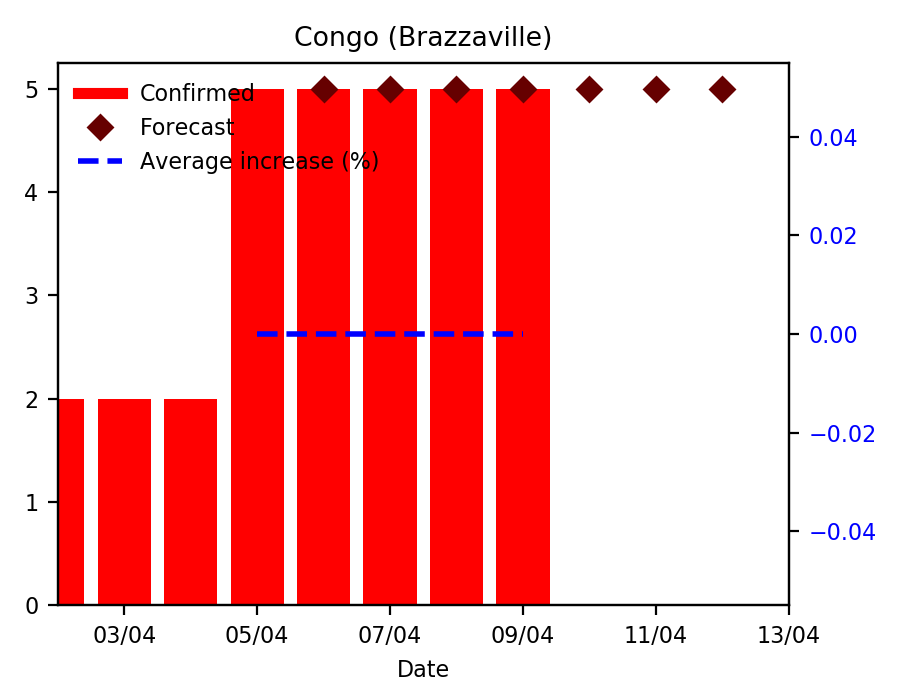 Congo (Brazzaville)
Confirmed
Forecast
Average increase (%)
5
4
3
2
1
0
0.04
0.02
0.00
−0.02
−0.04
03/04 05/04 07/04 09/04 11/04 13/04
Date